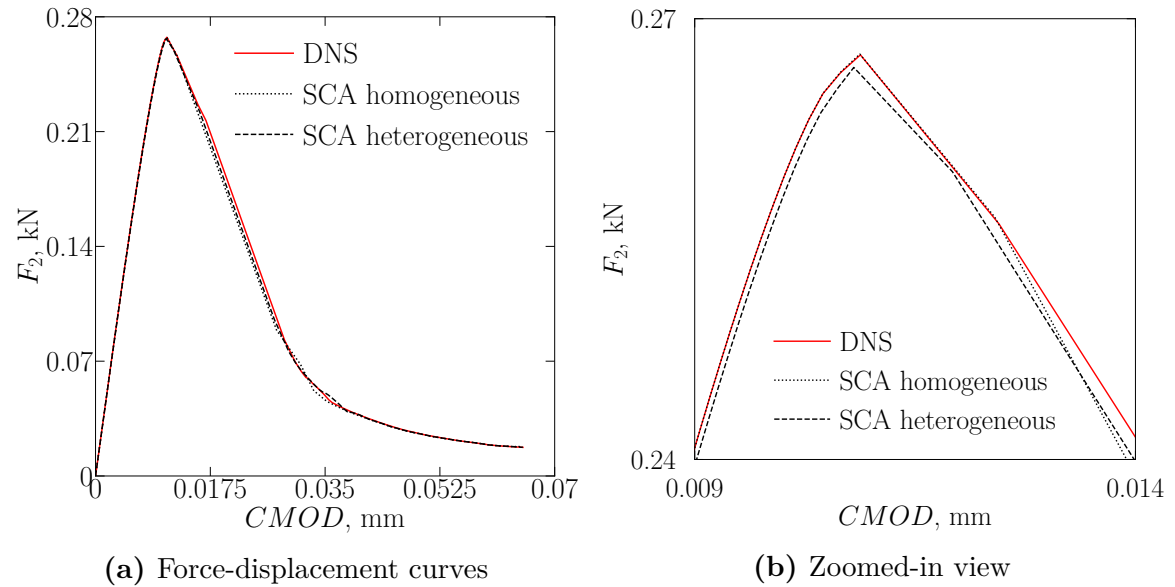 0.28
0.21
0.14
0.07
0
F₂, kN
DNS
SCA homogeneous
SCA heterogeneous
0
0.0175
0.035
0.0525
0.07
CMOD, mm
(a) Force-displacement curves
0.27
0.24
F₂, kN
DNS
SCA homogeneous
SCA heterogeneous
0.009
0.014
CMOD, mm
(b) Zoomed-in view